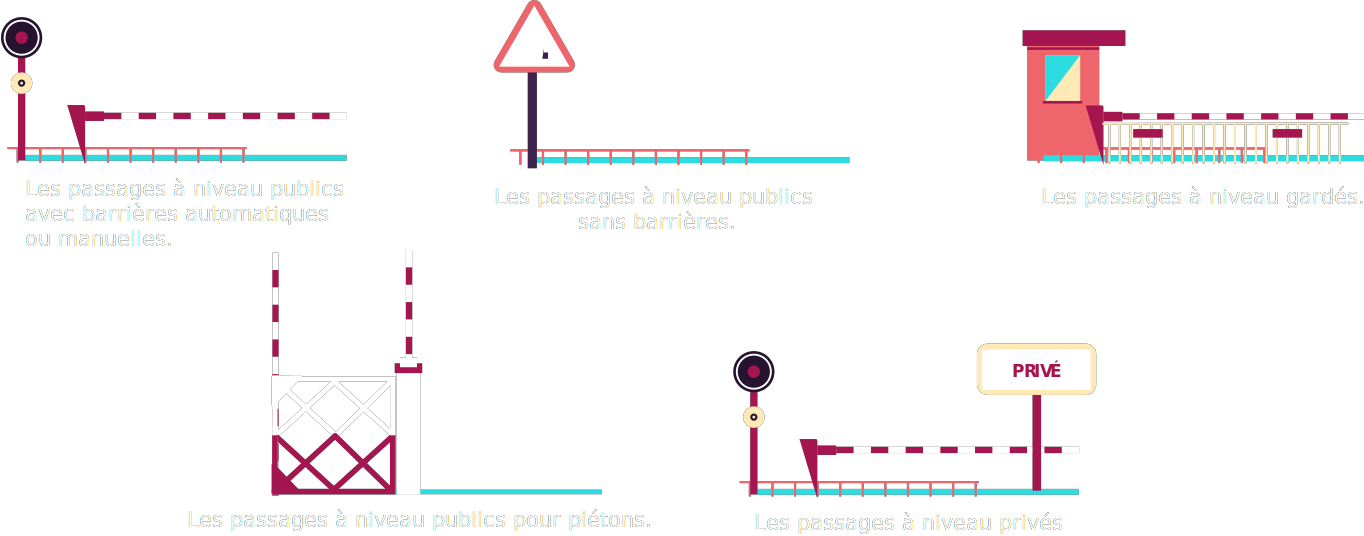 Les passages à niveau publics
avec barrières automatiques
ou manuelles.
Les passages à niveau publics
sans barrières.
Les passages à niveau gardés.
Les passages à niveau publics pour piétons.
PRIVÉ
Les passages à niveau privés